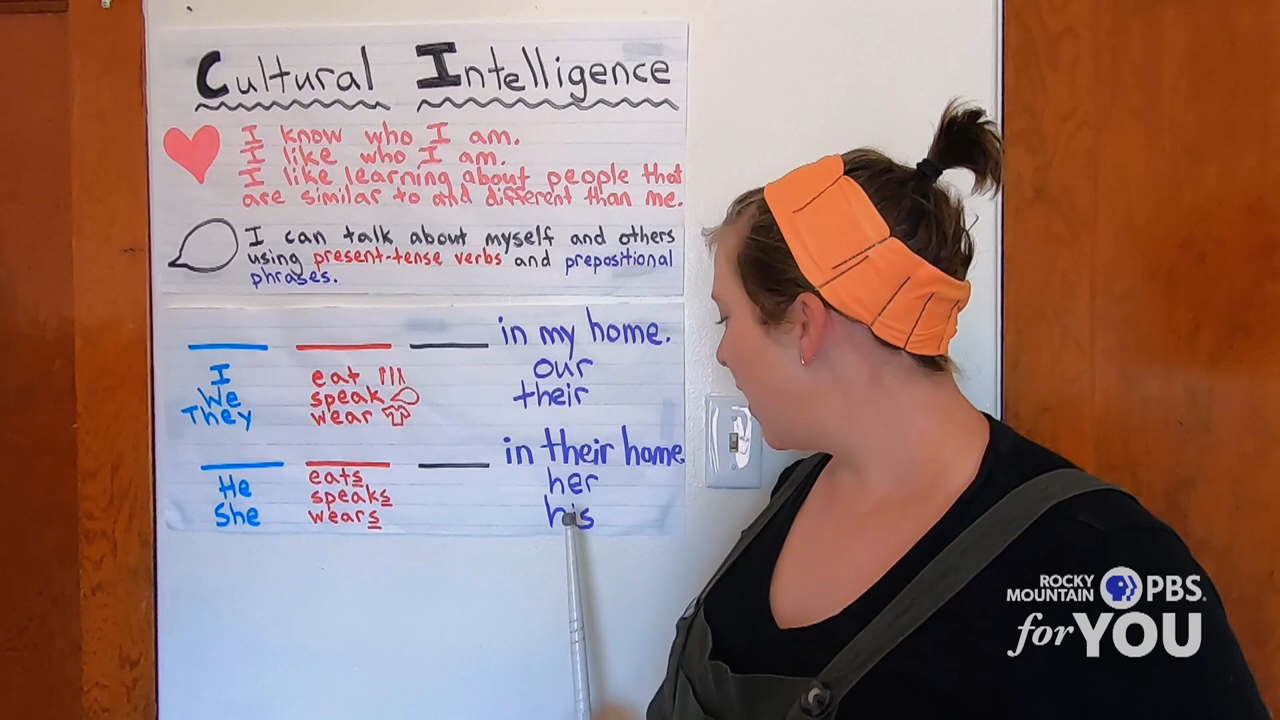 Cultural Intelligence
I know who I am.
I like who I am.
I like learning about people that
are similar to and different than me.
I can talk about myself and others
using present-tense verbs and prepositional
phrases.
in my home.
I eat our
We speak their
They wear
in their home
He eats her
She speaks his
wears
ROCKY
MOUNTAIN PBS
for YOU